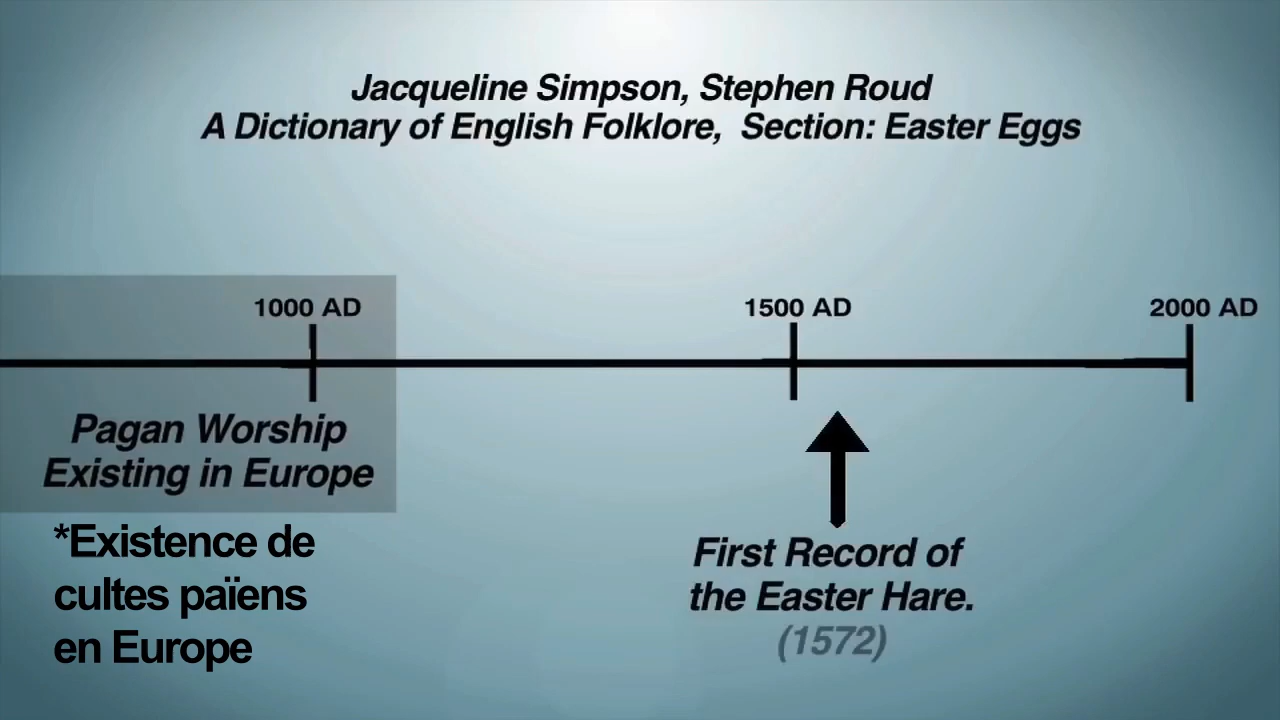 Jacqueline Simpson, Stephen Roud
A Dictionary of English Folklore, Section: Easter Eggs
1000 AD
1500 AD
2000 AD
Pagan Worship
Existing in Europe
*Existence de
cultes païens
en Europe
First Record of
the Easter Hare.
(1572)